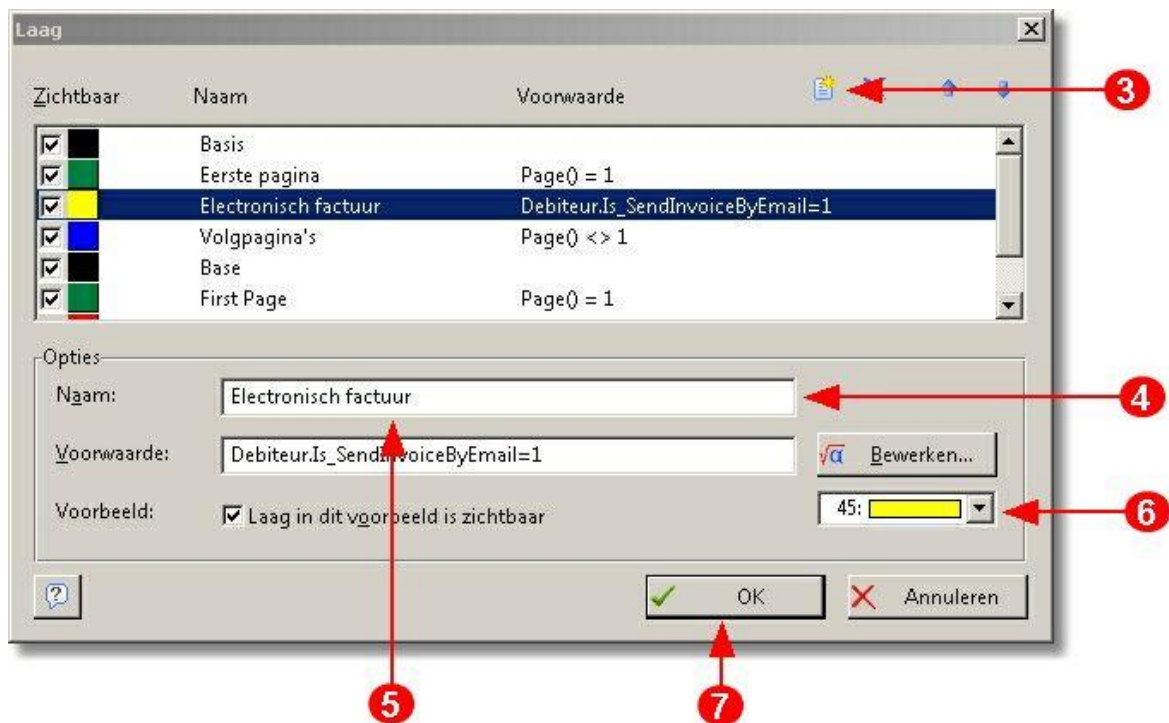 Laag
Zichtbaar Naam Voorwaarde
3
Basis
Eerste pagina Page() = 1
Electronisch factuur Debiteur.Is_SendInvoiceByEmail=1
Volgpagina's Page() <> 1
Base
First Page Page() = 1
Opties
Naam: Electronisch factuur
4
Voorwaarde: Debiteur.Is_SendInvoiceByEmail=1 √α Bewerken...
Voorbeeld: Laag in dit voorbeeld is zichtbaar 45:
6
? OK Annuleren
5 7